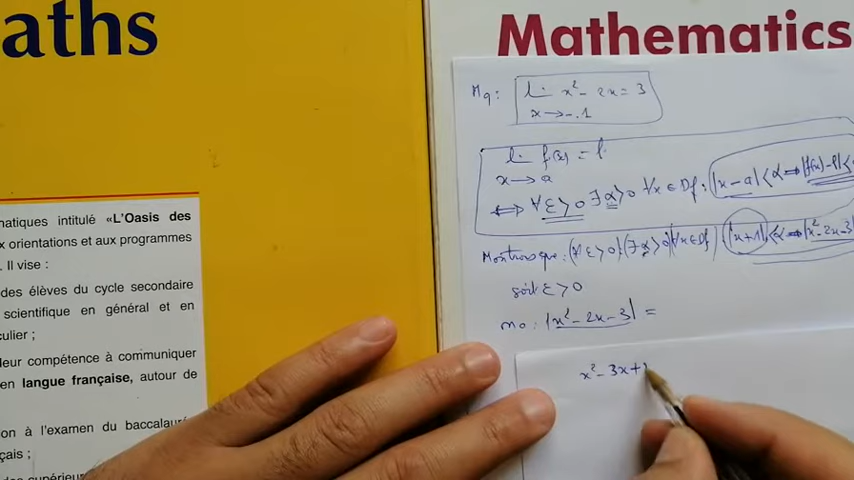 aths
Mathematics
matiques intitulé «L'Oasis des
x orientations et aux programmes
. Il vise :
des élèves du cycle secondaire
scientifique en général et en
culier ;
leur compétence à communiquer
en langue française, autour de
on à l'examen du baccalau
çais ;
s supérieur
Mq : lim x² - 2x = 3
x → -1
lim f(x) = l
x → a
⟺ ∀ε>0 ∃α>0 ∀x ∈ Df : |x-a|<α ⟹ |f(x)-l|<
Montrons que : (∀ε>0)(∃α>0)(∀x∈Df) |x+1|<α ⟹ |x²-2x-3|
soit ε>0
mo : |x²-2x-3| =
x²-3x+